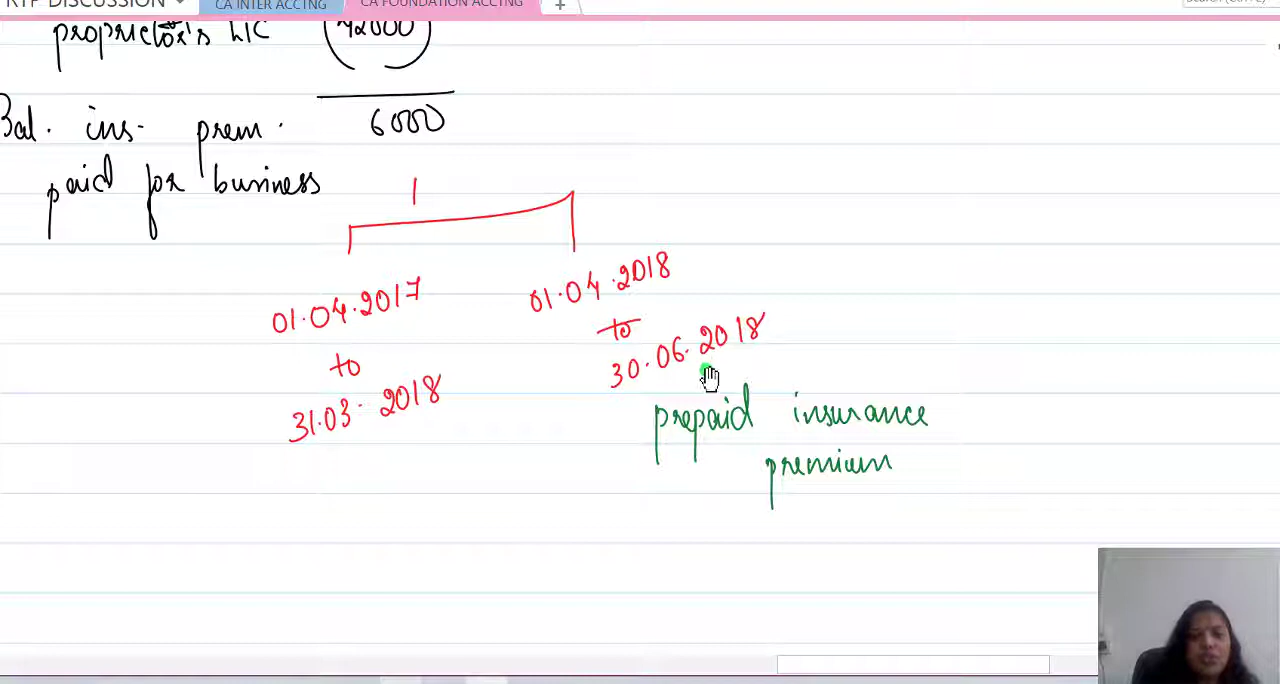 RTP DISCUSSION
CA INTER ACCTNG
CA FOUNDATION ACCTNG
proprietor's LIC (42000)
Bal. ins. prem. 6000
paid for business
01.04.2017
to
31.03.2018
01.04.2018
to
30.06.2018
prepaid insurance
premium